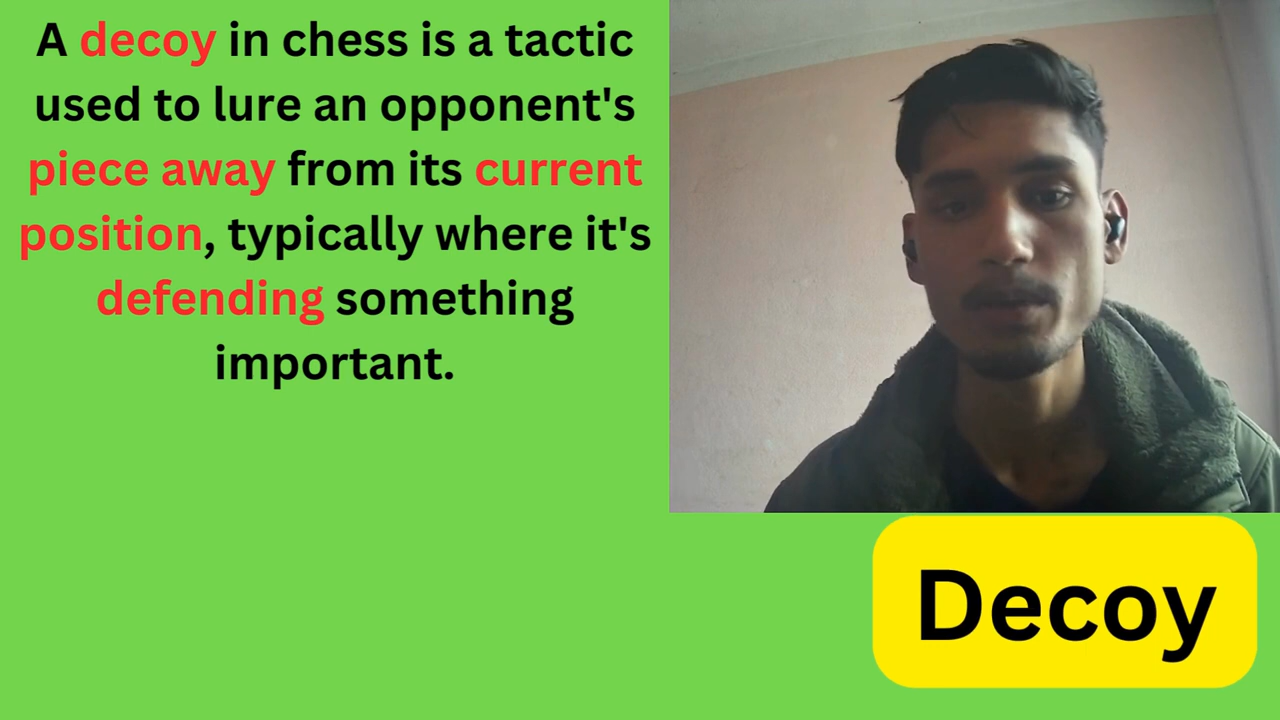 A decoy in chess is a tactic
used to lure an opponent's
piece away from its current
position, typically where it's
defending something
important.
Decoy